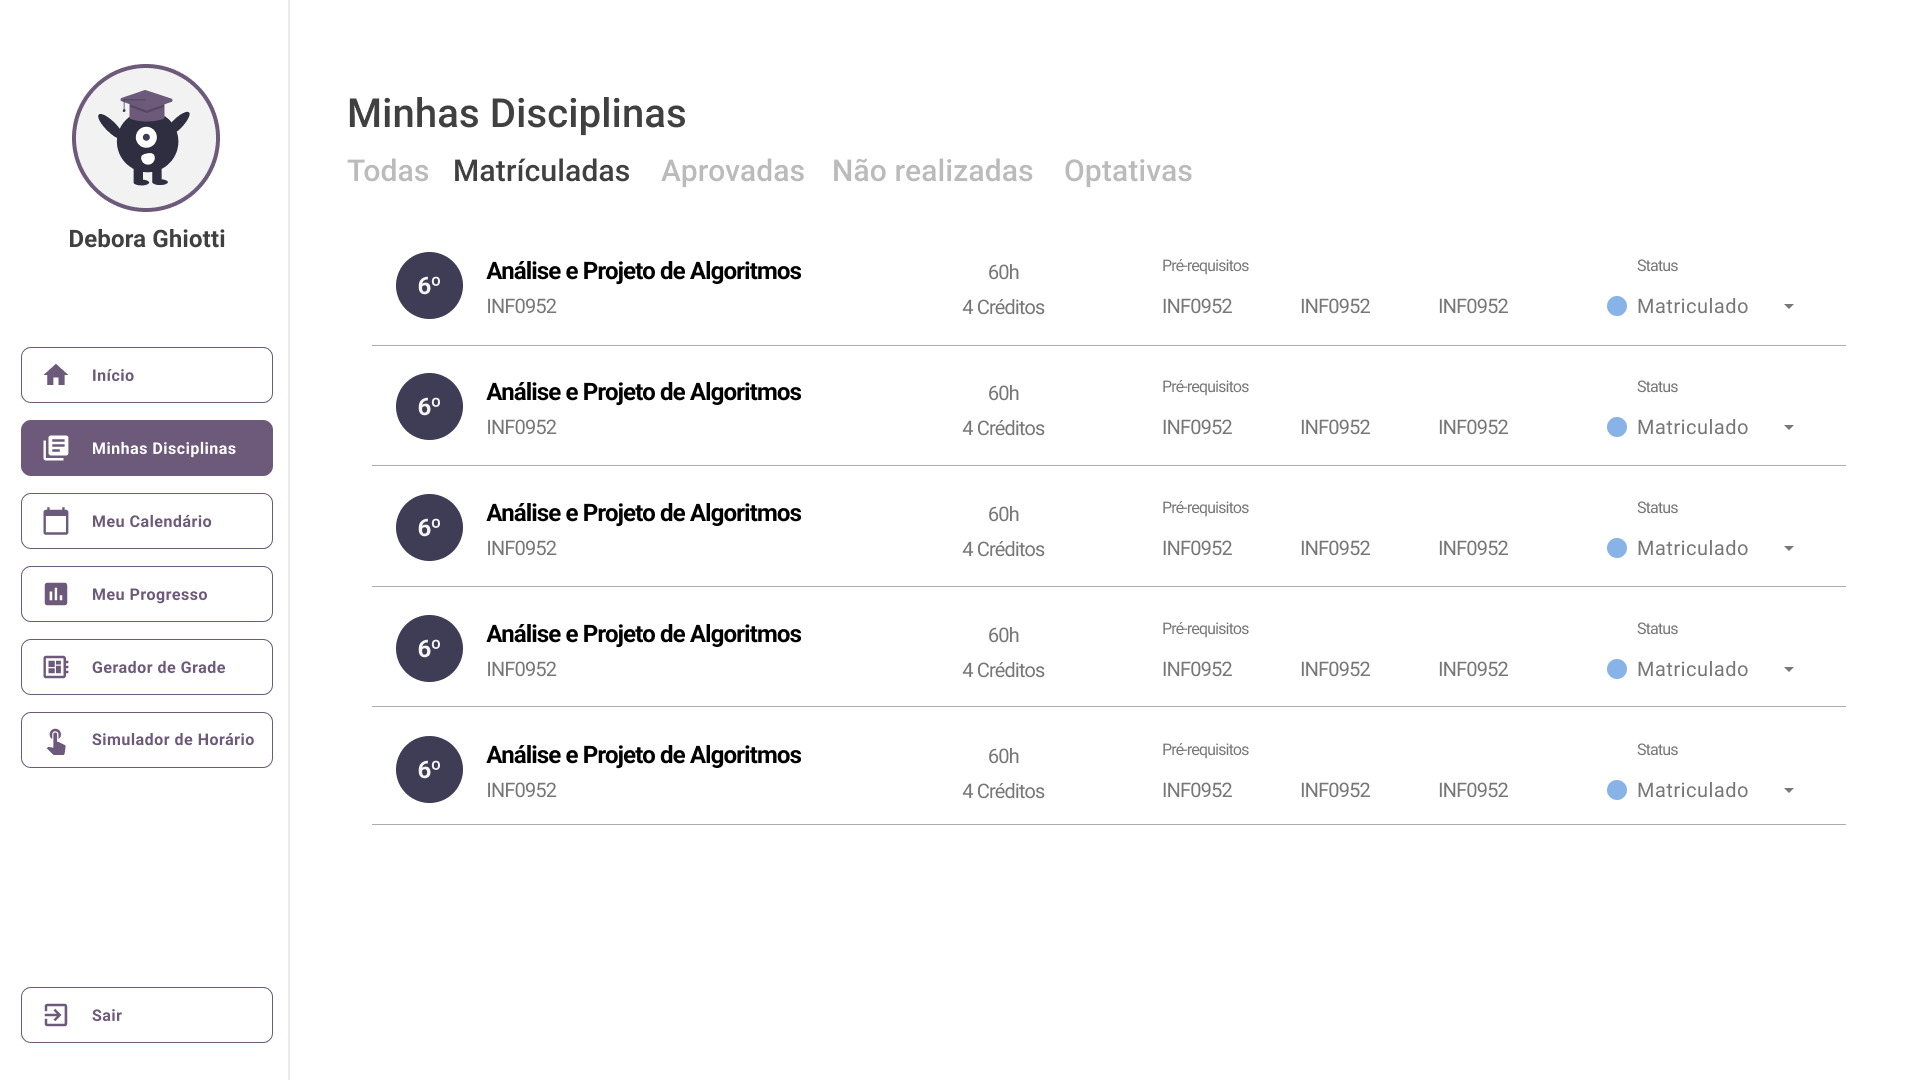 Debora Ghiotti
Início
Minhas Disciplinas
Meu Calendário
Meu Progresso
Gerador de Grade
Simulador de Horário
Sair
Minhas Disciplinas
Todas Matrículadas Aprovadas Não realizadas Optativas
6º Análise e Projeto de Algoritmos 60h Pré-requisitos Status
INF0952 4 Créditos INF0952 INF0952 INF0952 Matriculado
6º Análise e Projeto de Algoritmos 60h Pré-requisitos Status
INF0952 4 Créditos INF0952 INF0952 INF0952 Matriculado
6º Análise e Projeto de Algoritmos 60h Pré-requisitos Status
INF0952 4 Créditos INF0952 INF0952 INF0952 Matriculado
6º Análise e Projeto de Algoritmos 60h Pré-requisitos Status
INF0952 4 Créditos INF0952 INF0952 INF0952 Matriculado
6º Análise e Projeto de Algoritmos 60h Pré-requisitos Status
INF0952 4 Créditos INF0952 INF0952 INF0952 Matriculado